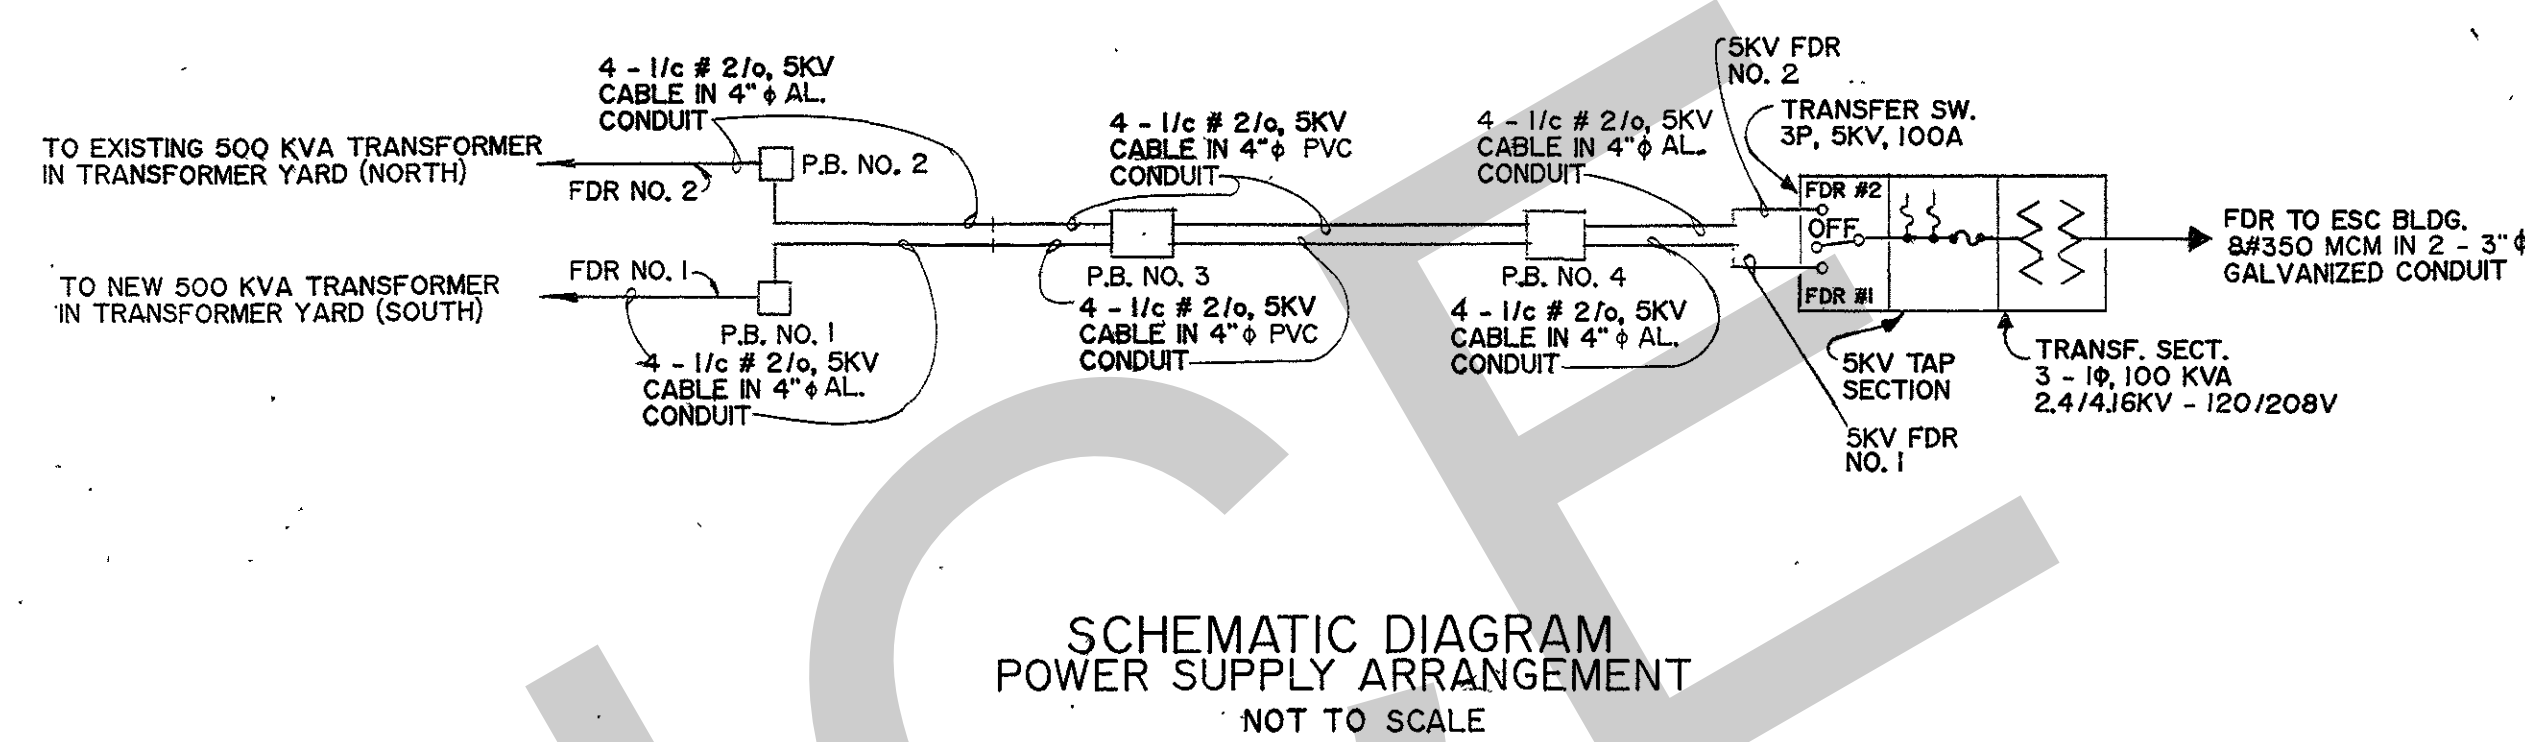 4 - 1/c # 2/0, 5KV
CABLE IN 4" ϕ AL.
CONDUIT
TO EXISTING 500 KVA TRANSFORMER
IN TRANSFORMER YARD (NORTH)
FDR NO. 2
P.B. NO. 2
4 - 1/c # 2/0, 5KV
CABLE IN 4" ϕ PVC
CONDUIT
4 - 1/c # 2/0, 5KV
CABLE IN 4" ϕ AL.
CONDUIT
5KV FDR
NO. 2
TRANSFER SW.
3P, 5KV, 100A
FDR #2
OFF
FDR #1
FDR TO ESC BLDG.
8#350 MCM IN 2 - 3" ϕ
GALVANIZED CONDUIT
TO NEW 500 KVA TRANSFORMER
IN TRANSFORMER YARD (SOUTH)
FDR NO. 1
P.B. NO. 1
4 - 1/c # 2/0, 5KV
CABLE IN 4" ϕ AL.
CONDUIT
P.B. NO. 3
4 - 1/c # 2/0, 5KV
CABLE IN 4" ϕ PVC
CONDUIT
P.B. NO. 4
4 - 1/c # 2/0, 5KV
CABLE IN 4" ϕ AL.
CONDUIT
5KV TAP
SECTION
TRANSF. SECT.
3 - 1ϕ, 100 KVA
2.4/4.16KV - 120/208V
5KV FDR
NO. 1
SCHEMATIC DIAGRAM
POWER SUPPLY ARRANGEMENT
NOT TO SCALE